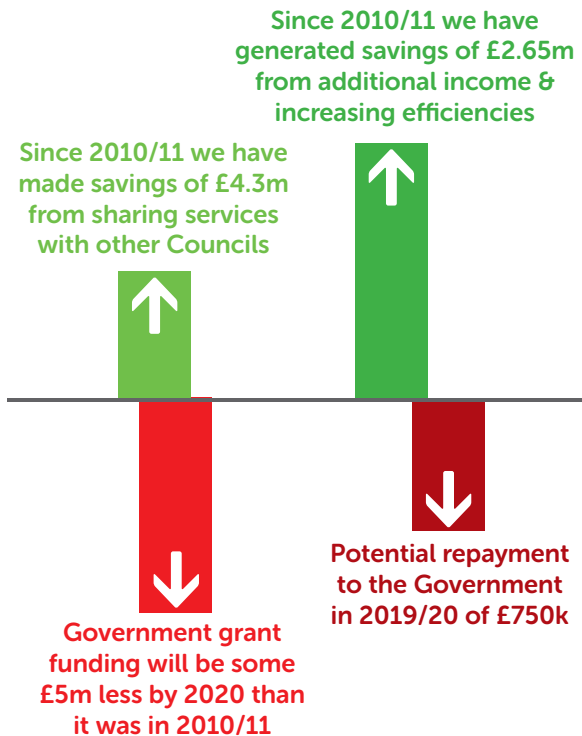 Since 2010/11 we have
generated savings of £2.65m
from additional income &
increasing efficiencies
Since 2010/11 we have
made savings of £4.3m
from sharing services
with other Councils
Potential repayment
to the Government
in 2019/20 of £750k
Government grant
funding will be some
£5m less by 2020 than
it was in 2010/11